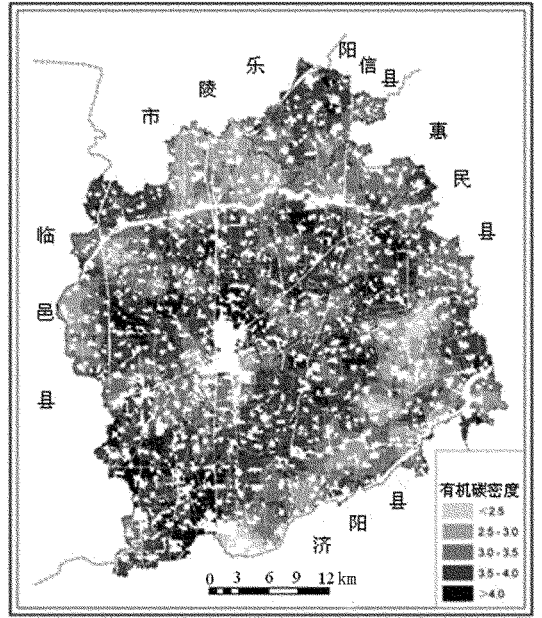 乐陵市
阳信县
惠民县
临邑县
济阳县
有机碳密度
<2.5
2.5-3.0
3.0-3.5
3.5-4.0
>4.0
0 3 6 9 12 km